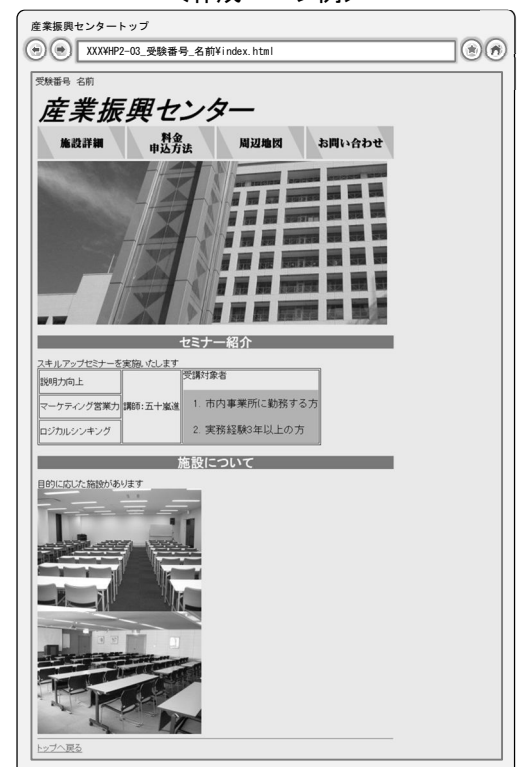 産業振興センタートップ
XXX¥HP2-03_受験番号_名前¥index.html
受験番号 名前
産業振興センター
施設詳細
料金
申込方法
周辺地図
お問い合わせ
セミナー紹介
スキルアップセミナーを実施いたします
説明力向上
マーケティング営業力
ロジカルシンキング
講師:五十嵐進
受講対象者
1. 市内事業所に勤務する方
2. 実務経験3年以上の方
施設について
目的に応じた施設があります
トップへ戻る